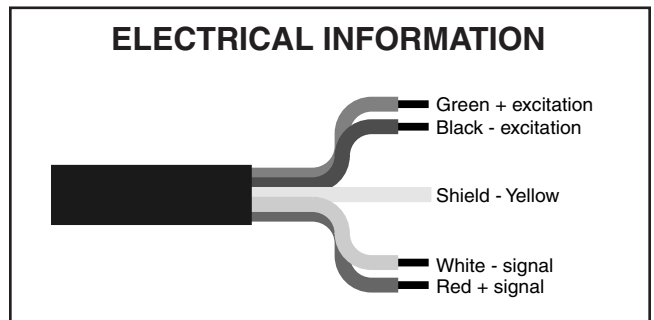 ELECTRICAL INFORMATION
Green + excitation
Black - excitation
Shield - Yellow
White - signal
Red + signal